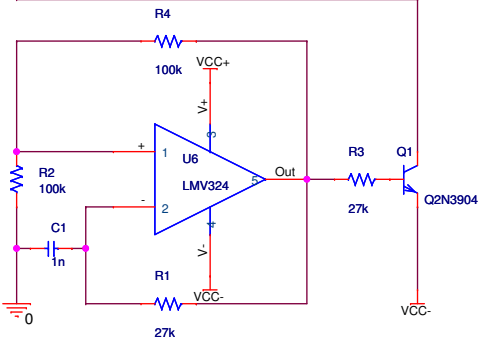 R4
100k
VCC+
V+
3
+
1
U6
R2
100k
LMV324
5
Out
R3
27k
Q1
Q2N3904
-
2
4
V-
C1
1n
R1
27k
VCC-
VCC-
0